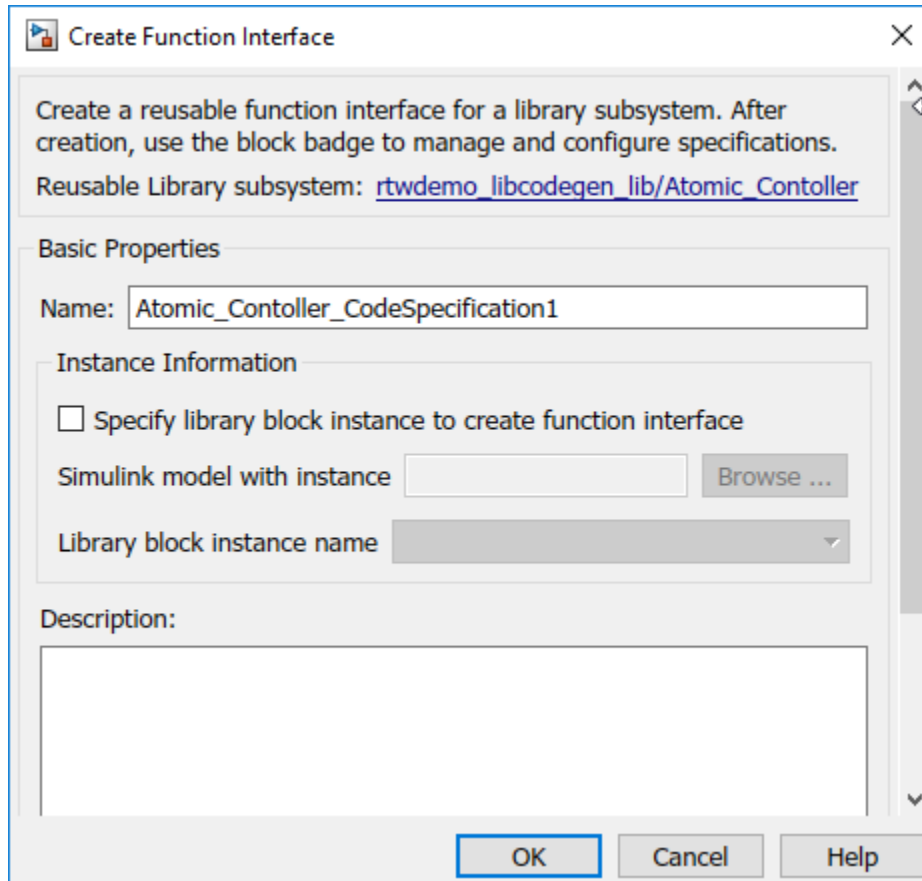 Create Function Interface
Create a reusable function interface for a library subsystem. After
creation, use the block badge to manage and configure specifications.
Reusable Library subsystem: rtwdemo_libcodegen_lib/Atomic_Contoller
Basic Properties
Name: Atomic_Contoller_CodeSpecification1
Instance Information
Specify library block instance to create function interface
Simulink model with instance Browse ...
Library block instance name
Description:
OK Cancel Help